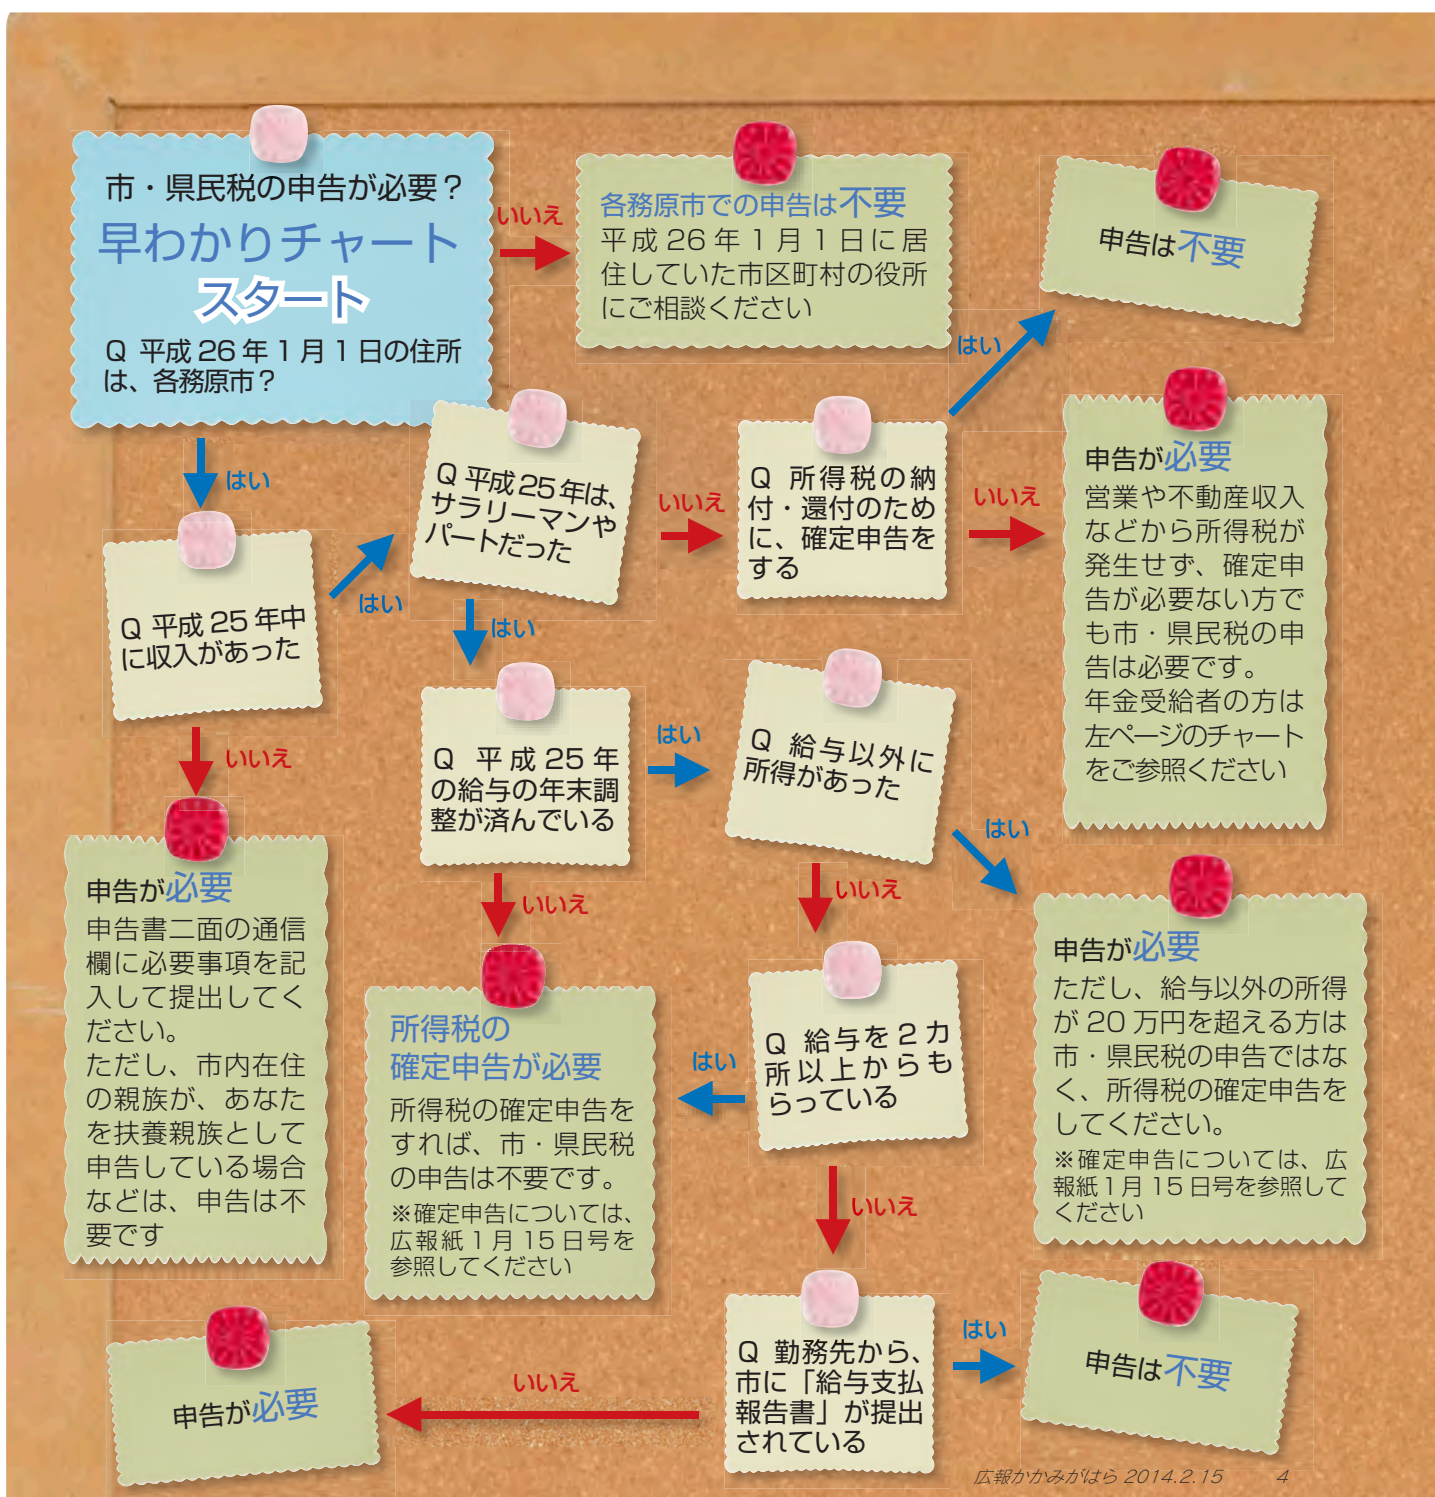 市・県民税の申告が必要？
早わかりチャート
スタート
Q 平成 26 年 1 月 1 日の住所
は、各務原市？
いいえ
各務原市での申告は不要
平成 26 年 1 月 1 日に居
住していた市区町村の役所
にご相談ください
申告は不要
はい
はい
Q 平成 25 年は、
サラリーマンや
パートだった
いいえ
Q 所得税の納
付・還付のため
に、確定申告を
する
いいえ
申告が必要
営業や不動産収入
などから所得税が
発生せず、確定申
告が必要ない方で
も市・県民税の申
告は必要です。
年金受給者の方は
左ページのチャート
をご参照ください
Q 平成 25 年中
に収入があった
はい
はい
いいえ
Q 平成 25 年
の給与の年末調
整が済んでいる
はい
Q 給与以外に
所得があった
はい
いいえ
いいえ
申告が必要
申告書二面の通信
欄に必要事項を記
入して提出してく
ださい。
ただし、市内在住
の親族が、あなた
を扶養親族として
申告している場合
などは、申告は不
要です
所得税の
確定申告が必要
所得税の確定申告を
すれば、市・県民税
の申告は不要です。
※確定申告については、
広報紙 1 月 15 日号を
参照してください
はい
Q 給与を 2 カ
所以上からも
らっている
申告が必要
ただし、給与以外の所得
が 20 万円を超える方は
市・県民税の申告ではな
く、所得税の確定申告を
してください。
※確定申告については、広
報紙 1 月 15 日号を参照して
ください
いいえ
申告が必要
いいえ
Q 勤務先から、
市に「給与支払
報告書」が提出
されている
はい
申告は不要
広報かかみがはら 2014.2.15 4